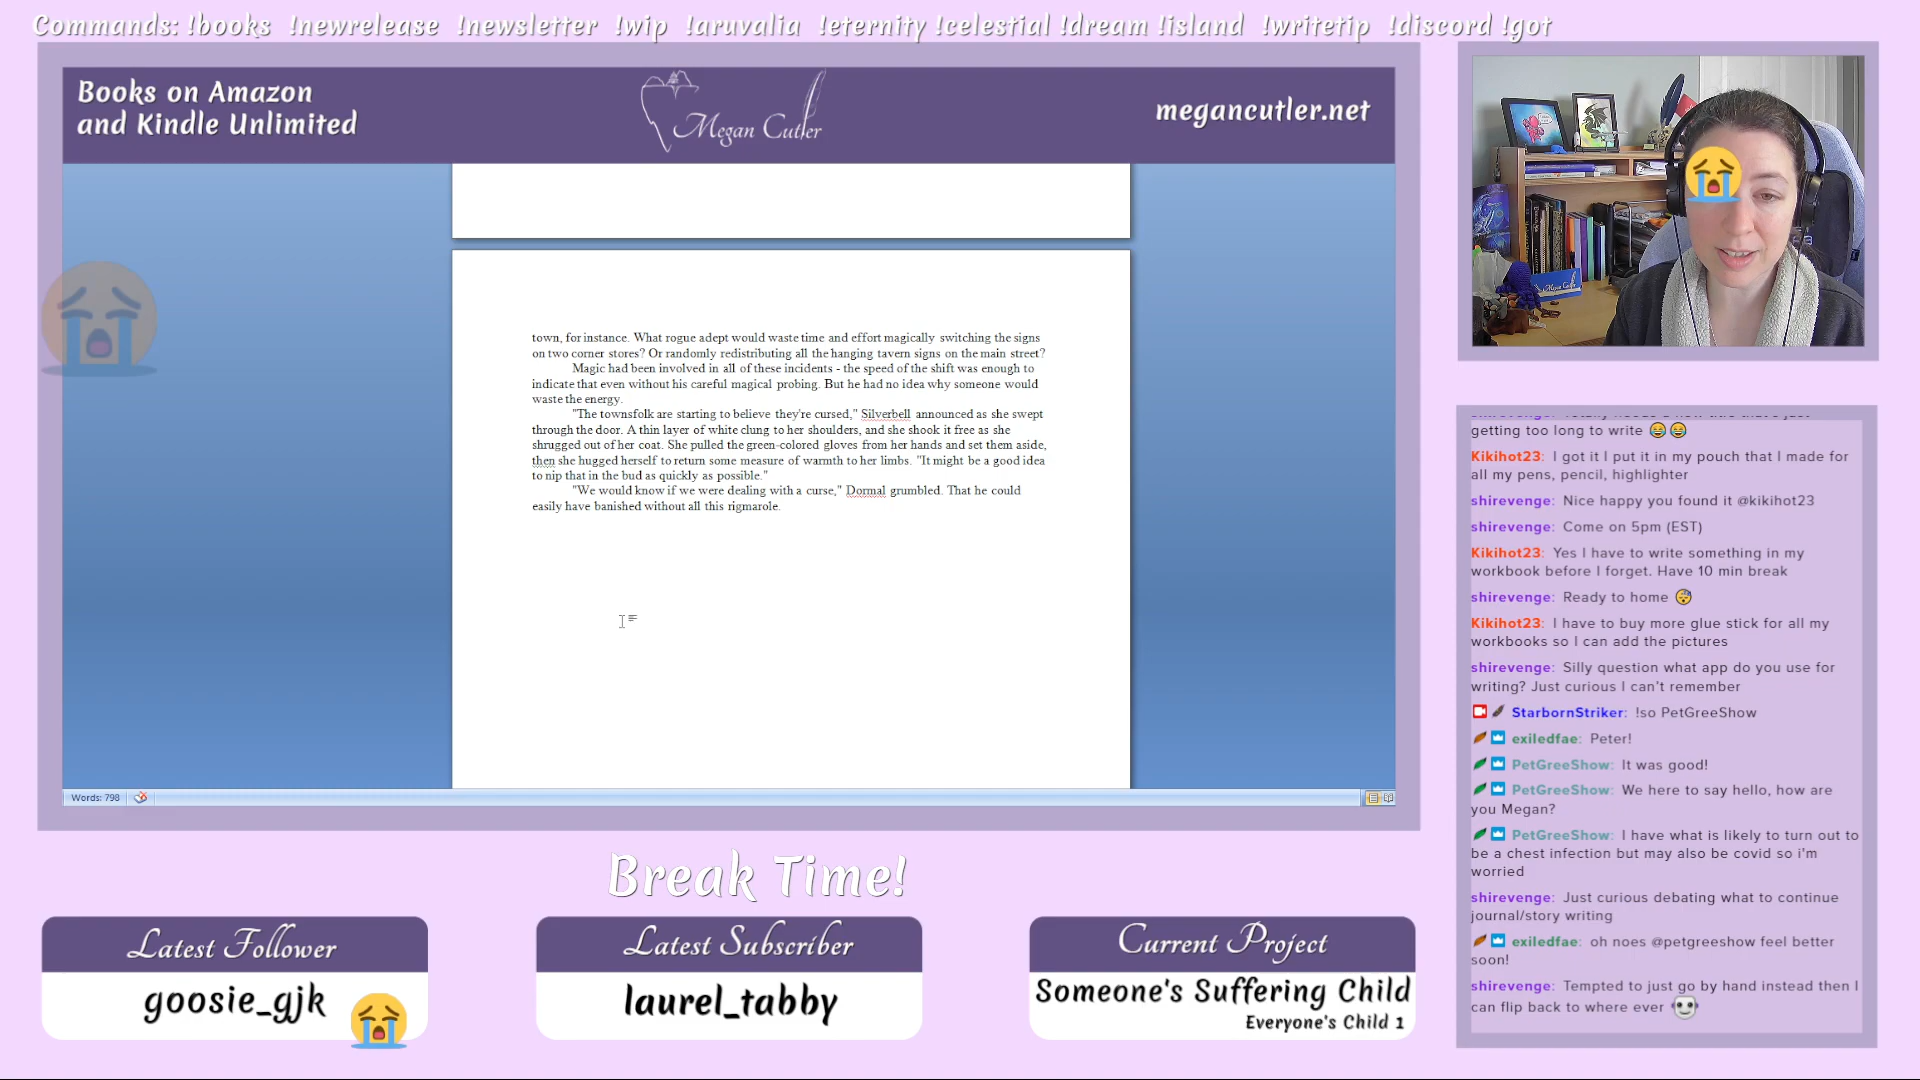 Commands: !books !newrelease !newsletter !wip !aruvalia !eternity !celestial !dream !island !writetip !discord !got
Books on Amazon
and Kindle Unlimited
Megan Cutler
megancutler.net
town, for instance. What rogue adept would waste time and effort magically switching the signs
on two corner stores? Or randomly redistributing all the hanging tavern signs on the main street?
Magic had been involved in all of these incidents - the speed of the shift was enough to
indicate that even without his careful magical probing. But he had no idea why someone would
waste the energy.
"The townsfolk are starting to believe they're cursed," Silverbell announced as she swept
through the door. A thin layer of white clung to her shoulders, and she shook it free as she
shrugged out of her coat. She pulled the green-colored gloves from her hands and set them aside,
then she hugged herself to return some measure of warmth to her limbs. "It might be a good idea
to nip that in the bud as quickly as possible."
"We would know if we were dealing with a curse," Dormal grumbled. That he could
easily have banished without all this rigmarole.
Words: 798
getting too long to write
Kikihot23: I got it I put it in my pouch that I made for
all my pens, pencil, highlighter
shirevenge: Nice happy you found it @kikihot23
shirevenge: Come on 5pm (EST)
Kikihot23: Yes I have to write something in my
workbook before I forget. Have 10 min break
shirevenge: Ready to home
Kikihot23: I have to buy more glue stick for all my
workbooks so I can add the pictures
shirevenge: Silly question what app do you use for
writing? Just curious I can't remember
StarbornStriker: !so PetGreeShow
exiledfae: Peter!
PetGreeShow: It was good!
PetGreeShow: We here to say hello, how are
you Megan?
PetGreeShow: I have what is likely to turn out to
be a chest infection but may also be covid so i'm
worried
shirevenge: Just curious debating what to continue
journal/story writing
exiledfae: oh noes @petgreeshow feel better
soon!
shirevenge: Tempted to just go by hand instead then I
can flip back to where ever
Break Time!
Latest Follower
goosie_gjk
Latest Subscriber
laurel_tabby
Current Project
Someone's Suffering Child
Everyone's Child 1